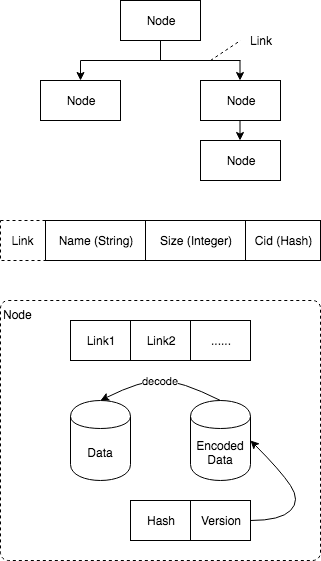 Node
Link
Node
Node
Node
Link
Name (String)
Size (Integer)
Cid (Hash)
Node
Link1
Link2
......
decode
Data
Encoded
Data
Hash
Version